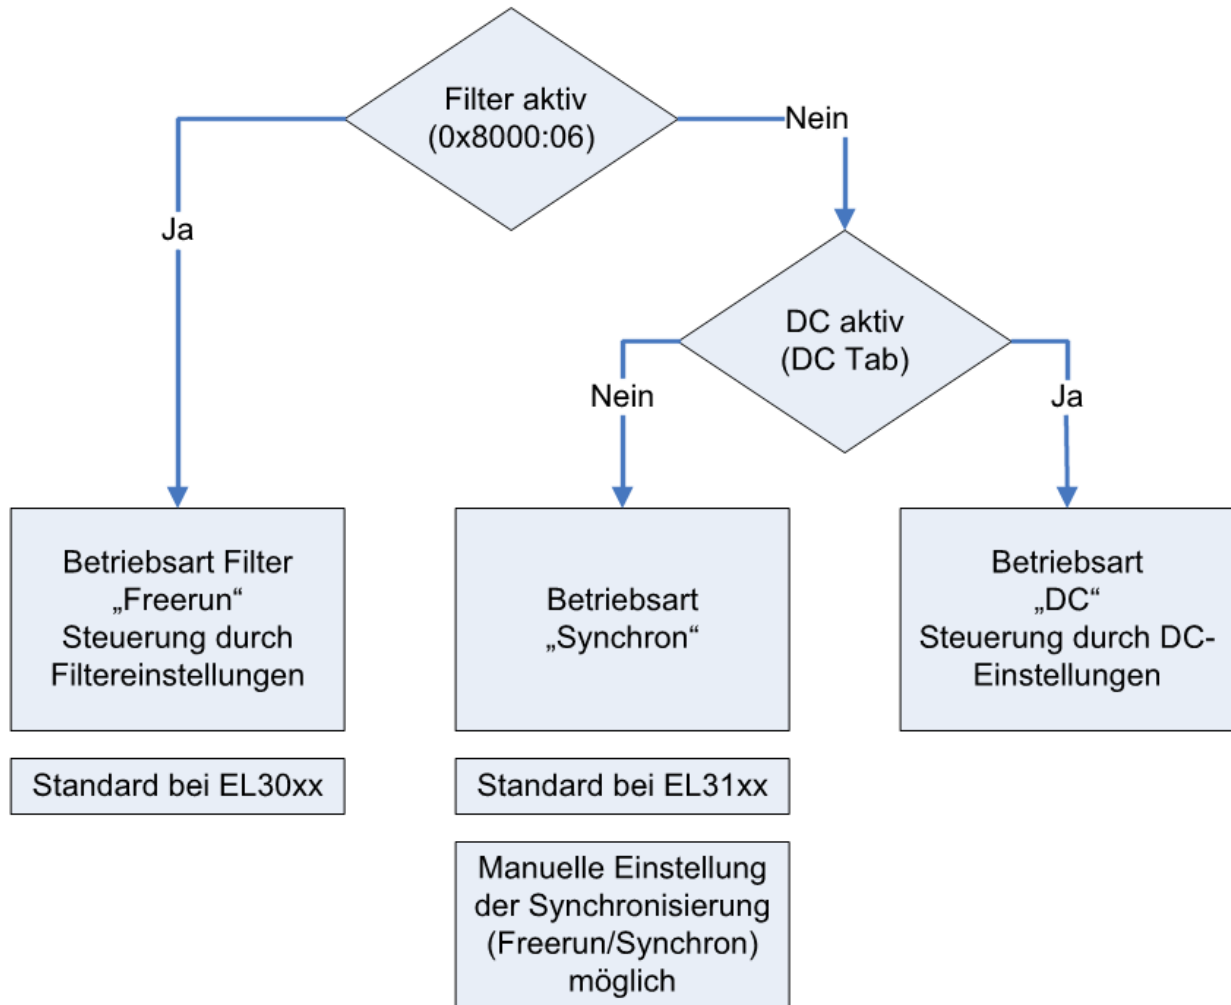 Filter aktiv
(0x8000:06)
Nein
Ja
DC aktiv
(DC Tab)
Nein
Ja
Betriebsart Filter
„Freerun“
Steuerung durch
Filtereinstellungen
Betriebsart
„Synchron“
Betriebsart
„DC“
Steuerung durch DC-
Einstellungen
Standard bei EL30xx
Standard bei EL31xx
Manuelle Einstellung
der Synchronisierung
(Freerun/Synchron)
möglich